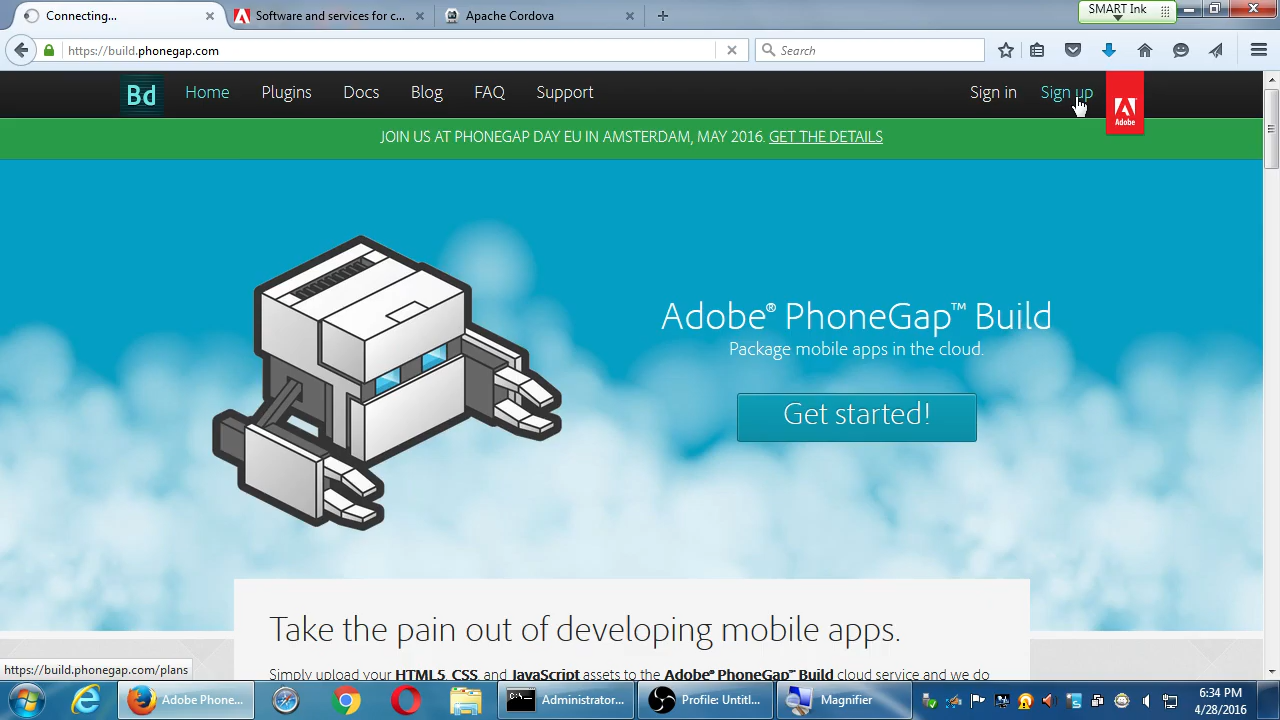 Connecting...
Software and services for c...
Apache Cordova
SMART Ink
https://build.phonegap.com
Search
Bd
Home
Plugins
Docs
Blog
FAQ
Support
Sign in
Sign up
Adobe
JOIN US AT PHONEGAP DAY EU IN AMSTERDAM, MAY 2016. GET THE DETAILS
Adobe® PhoneGap™ Build
Package mobile apps in the cloud.
Get started!
Take the pain out of developing mobile apps.
Simply upload your HTML5, CSS, and JavaScript assets to the Adobe® PhoneGap™ Build cloud service and we do
https://build.phonegap.com/plans
Adobe Phone...
Administrator...
Profile: Untitl...
Magnifier
6:34 PM
4/28/2016